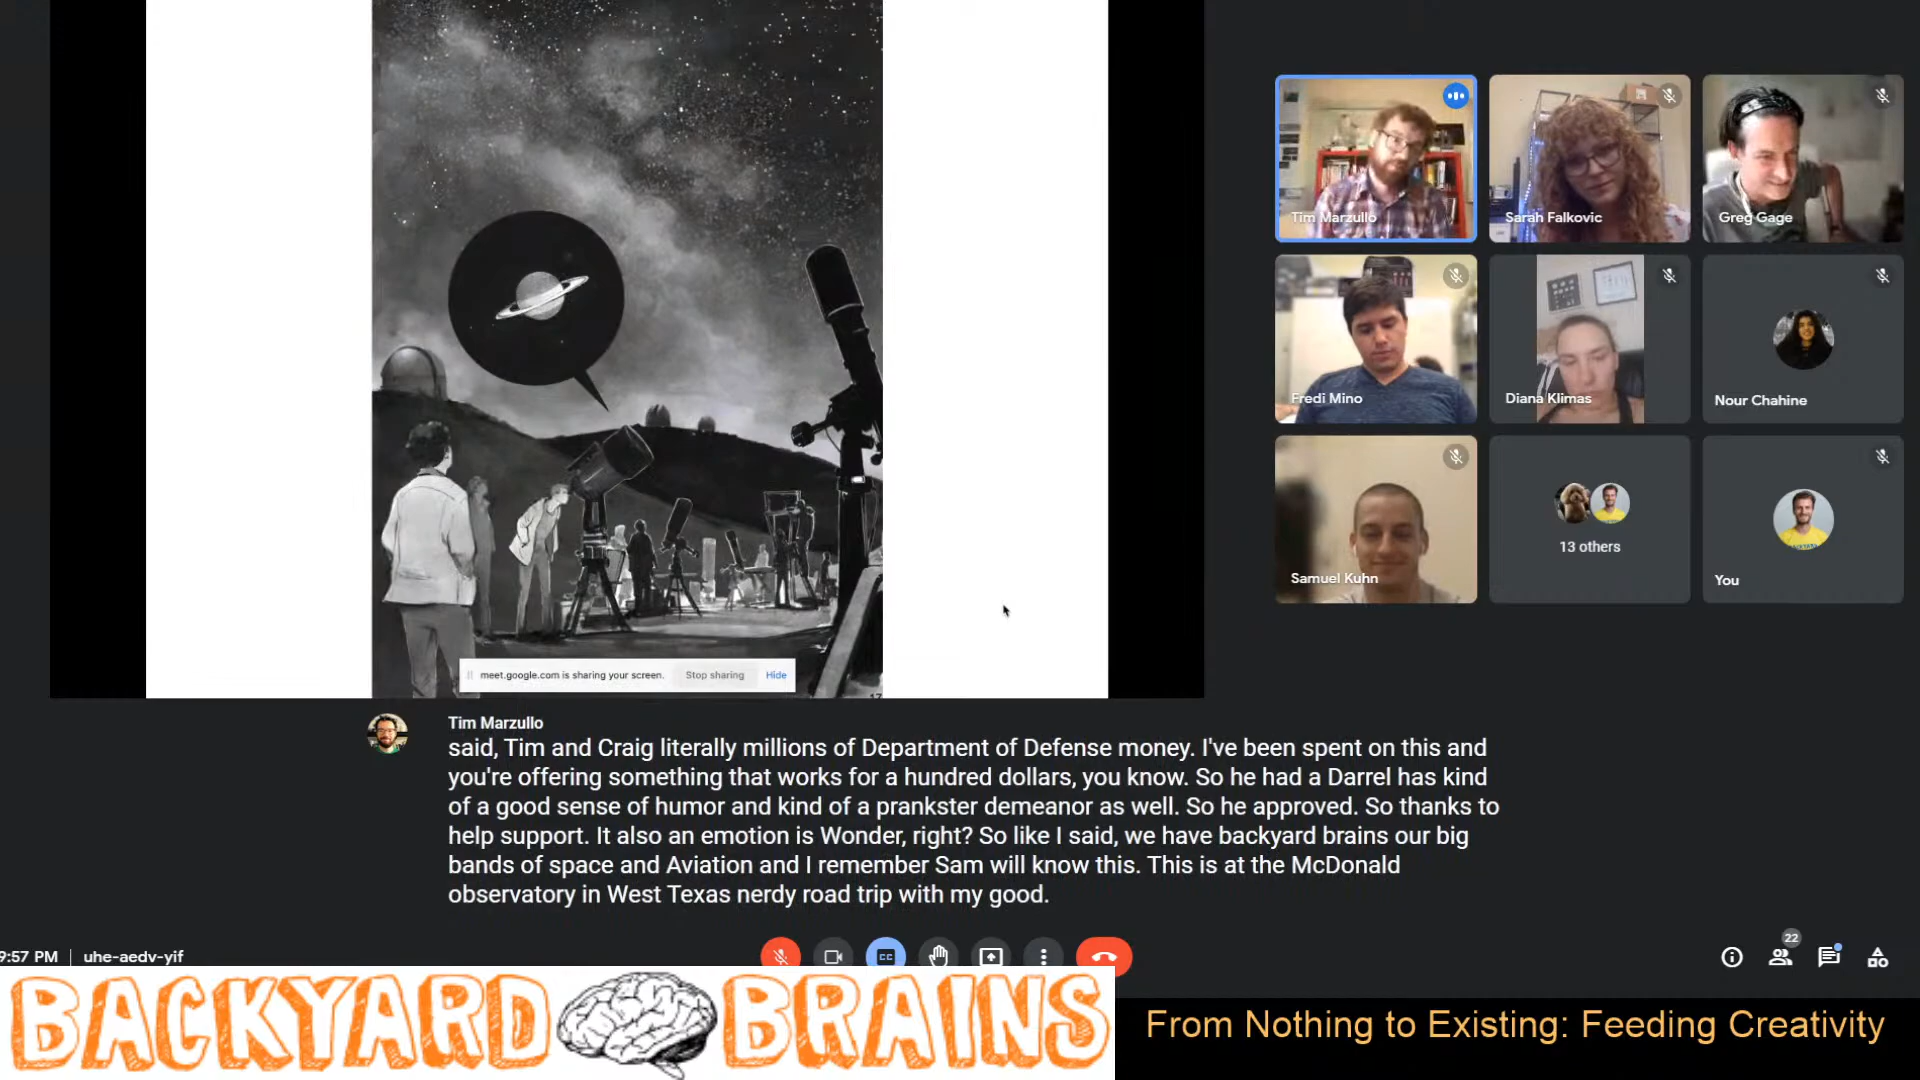 Tim Marzullo
Sarah Falkovic
Greg Gage
Fredi Mino
Diana Klimas
Nour Chahine
Samuel Kuhn
13 others
You
17
meet.google.com is sharing your screen. Stop sharing Hide
Tim Marzullo
said, Tim and Craig literally millions of Department of Defense money. I've been spent on this and
you're offering something that works for a hundred dollars, you know. So he had a Darrel has kind
of a good sense of humor and kind of a prankster demeanor as well. So he approved. So thanks to
help support. It also an emotion is Wonder, right? So like I said, we have backyard brains our big
bands of space and Aviation and I remember Sam will know this. This is at the McDonald
observatory in West Texas nerdy road trip with my good.
9:57 PM | uhe-aedv-yif
CC
22
BACKYARD BRAINS
From Nothing to Existing: Feeding Creativity